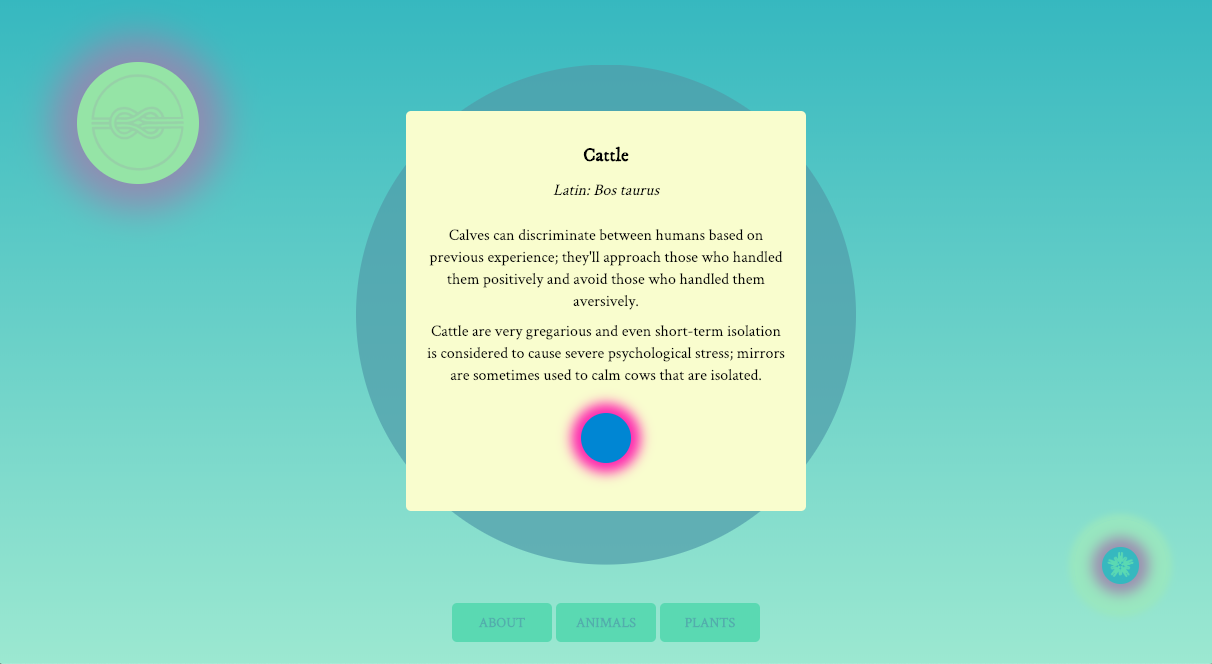 Cattle
Latin: Bos taurus
Calves can discriminate between humans based on
previous experience; they'll approach those who handled
them positively and avoid those who handled them
aversively.
Cattle are very gregarious and even short-term isolation
is considered to cause severe psychological stress; mirrors
are sometimes used to calm cows that are isolated.
ABOUT ANIMALS PLANTS